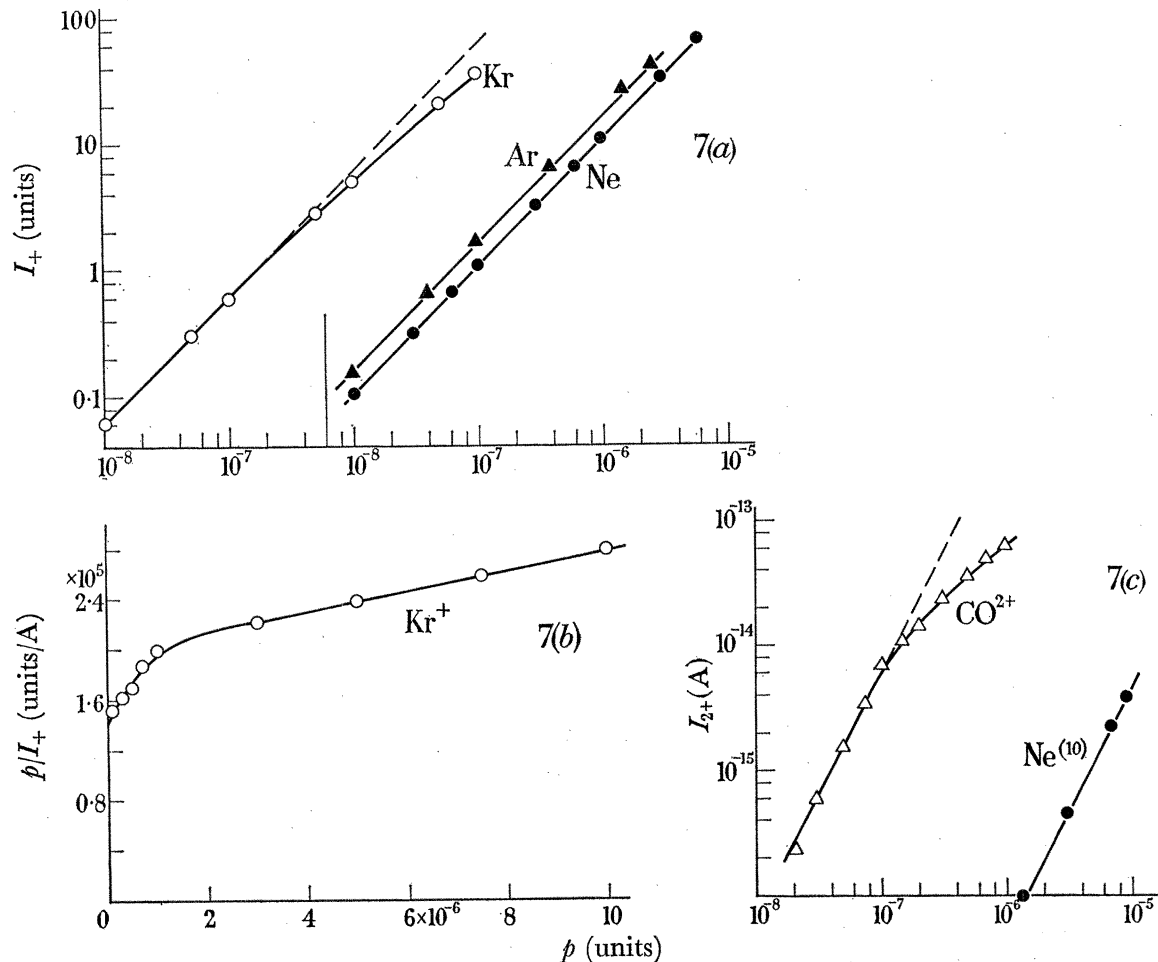 100
10
1
0·1
I₊ (units)
Kr
Ar
Ne
7(a)
10⁻⁸ 10⁻⁷ 10⁻⁸ 10⁻⁷ 10⁻⁶ 10⁻⁵
×10⁵
2·4
1·6
0·8
p/I₊ (units/A)
Kr⁺
7(b)
0 2 4 6×10⁻⁶ 8 10
p (units)
10⁻¹³
10⁻¹⁴
10⁻¹⁵
I₂₊(A)
7(c)
CO²⁺
Ne⁽¹⁰⁾
10⁻⁸ 10⁻⁷ 10⁻⁶ 10⁻⁵